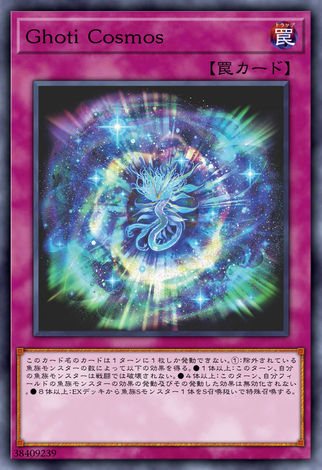 Ghoti Cosmos
トラップ
罠
【罠カード】
このカード名のカードは1ターンに1枚しか発動できない。①:除外されている
魚族モンスターの数によって以下の効果を得る。●1体以上:このターン、自分
の魚族モンスターは戦闘では破壊されない。●4体以上:このターン、自分フィ
ールドの魚族モンスターの効果の発動及びその発動した効果は無効化されない
。●8体以上:EXデッキから魚族Sモンスター1体をS召喚扱いで特殊召喚する。
38409239